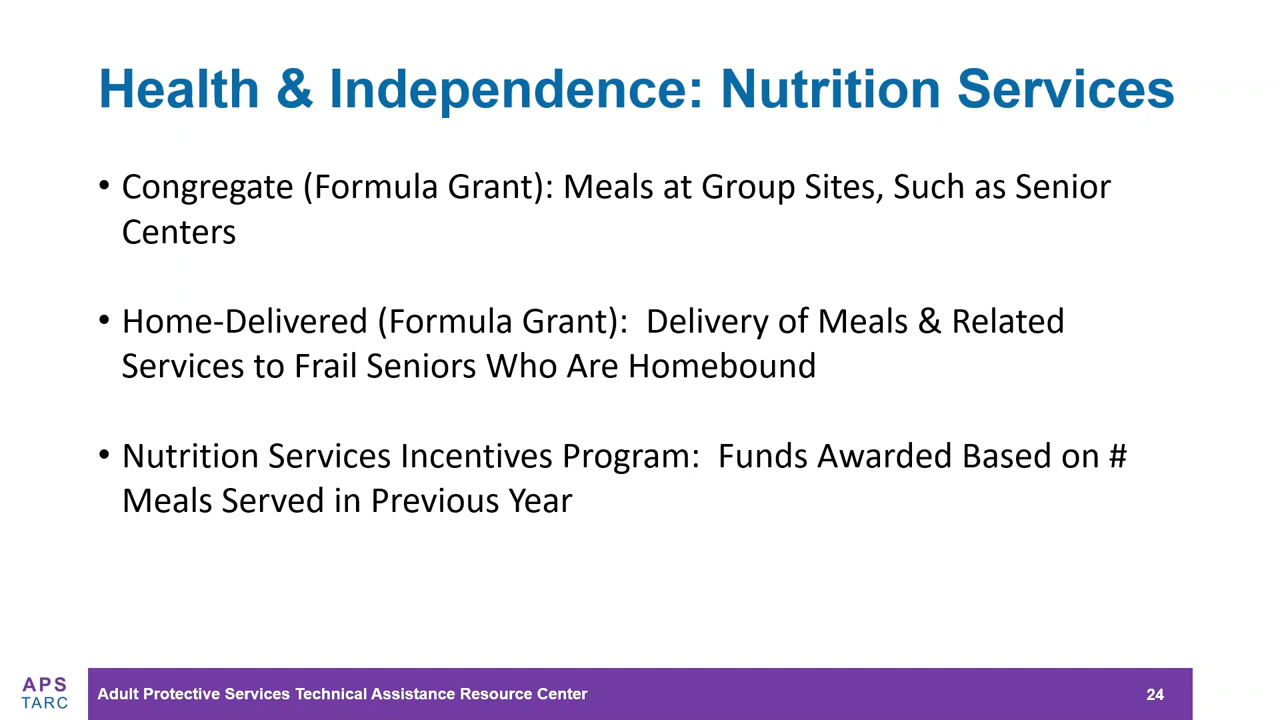 Health & Independence: Nutrition Services
• Congregate (Formula Grant): Meals at Group Sites, Such as Senior
Centers
• Home-Delivered (Formula Grant):  Delivery of Meals & Related
Services to Frail Seniors Who Are Homebound
• Nutrition Services Incentives Program:  Funds Awarded Based on #
Meals Served in Previous Year
APS
TARC
Adult Protective Services Technical Assistance Resource Center
24